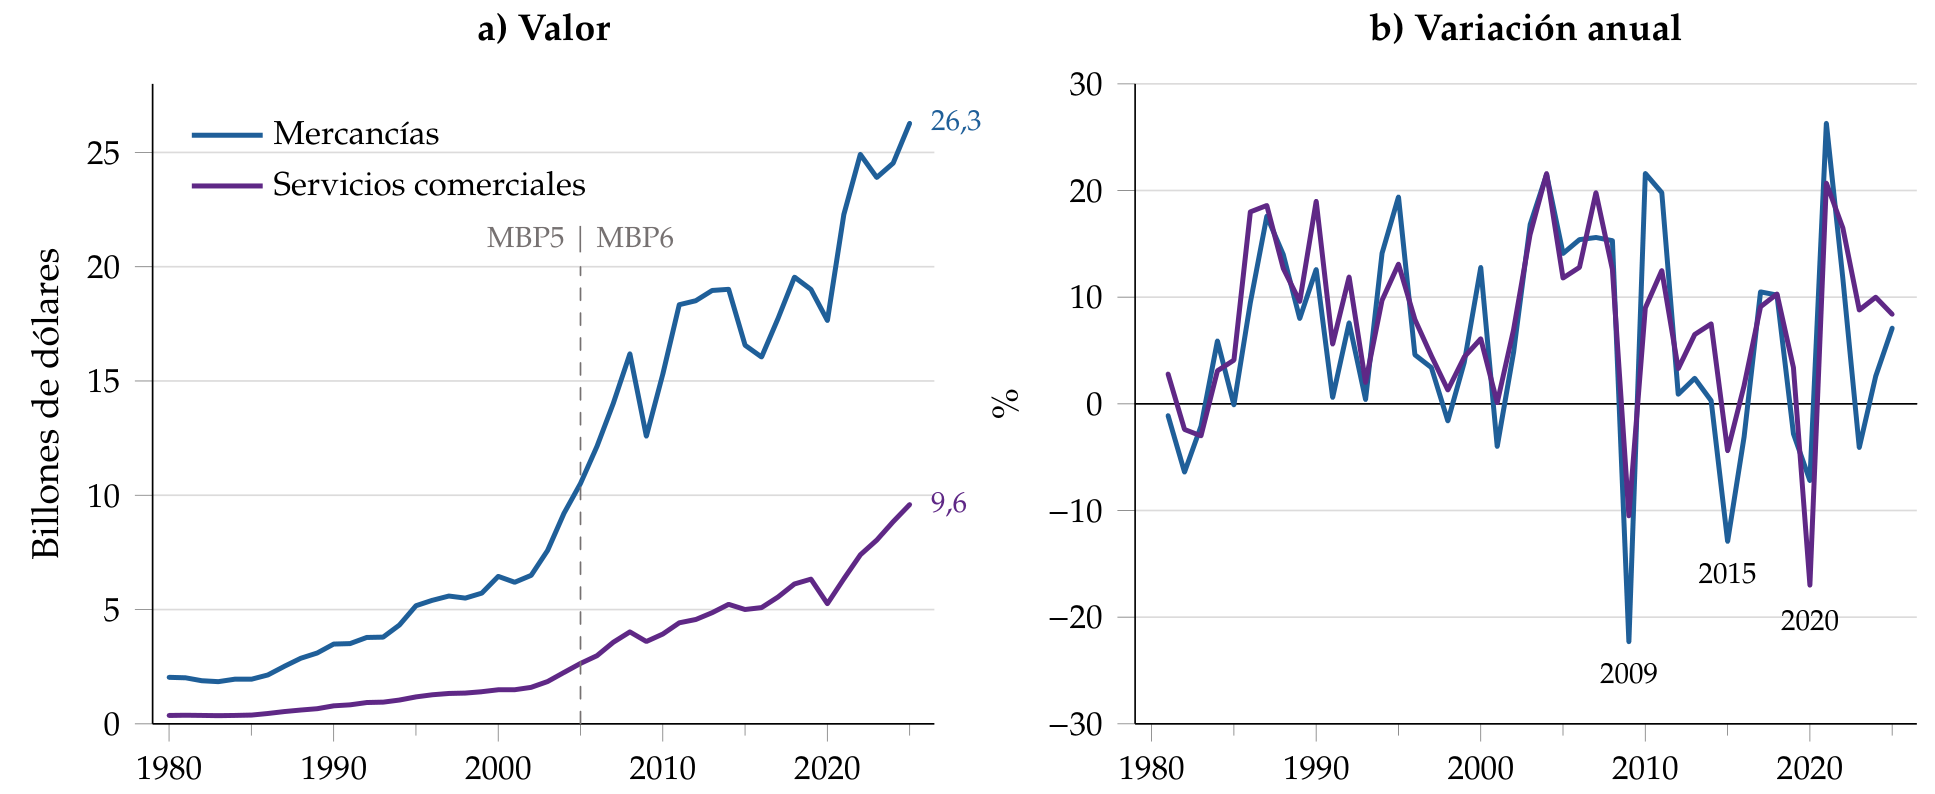 a) Valor
Billones de dólares
25
20
15
10
5
0
Mercancías
Servicios comerciales
MBP5 | MBP6
26,3
9,6
1980 1990 2000 2010 2020
b) Variación anual
%
30
20
10
0
−10
−20
−30
2015
2020
2009
1980 1990 2000 2010 2020